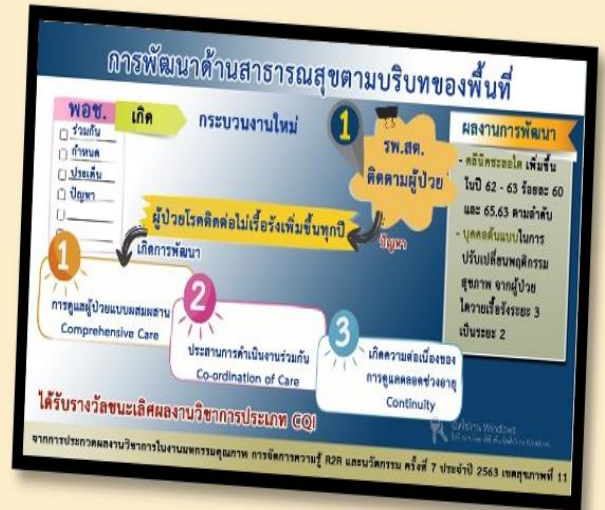 การพัฒนาด้านสาธารณสุขตามบริบทของพื้นที่
พอช.
ร่วมกัน
กำหนด
ประเด็น
ปัญหา
เกิด
กระบวนงานใหม่
1
รพ.สต.
ติดตามผู้ป่วย
ปัญหา
ผู้ป่วยโรคติดต่อไม่เรื้อรังเพิ่มขึ้นทุกปี
เกิดการพัฒนา
1
การดูแลผู้ป่วยแบบผสมผสาน
Comprehensive Care
2
ประสานการดำเนินงานร่วมกัน
Co-ordination of Care
3
เกิดความต่อเนื่องของ
การดูแลตลอดช่วงอายุ
Continuity
ผลงานการพัฒนา
- คลินิคชะลอไต เพิ่มขึ้น
ในปี 62 - 63 ร้อยละ 60
และ 65.63 ตามลำดับ
- บุคคลต้นแบบในการ
ปรับเปลี่ยนพฤติกรรม
สุขภาพ จากผู้ป่วย
ไตวายเรื้อรังระยะ 3
เป็นระยะ 2
ได้รับรางวัลชนะเลิศผลงานวิชาการประเภท CQI
เปิดใช้งาน Windows
จากการประกวดผลงานวิชาการในงานมหกรรมคุณภาพ การจัดการความรู้ R2R และนวัตกรรม ครั้งที่ 7 ประจำปี 2563 เขตสุขภาพที่ 11